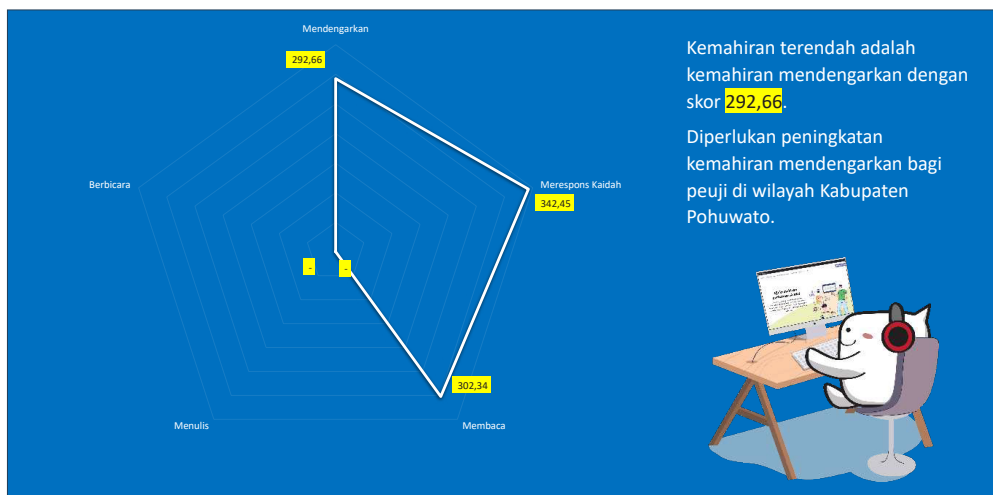 Mendengarkan
292,66
Berbicara
Merespons Kaidah
342,45
-
-
302,34
Menulis
Membaca
Kemahiran terendah adalah
kemahiran mendengarkan dengan
skor 292,66.
Diperlukan peningkatan
kemahiran mendengarkan bagi
peuji di wilayah Kabupaten
Pohuwato.